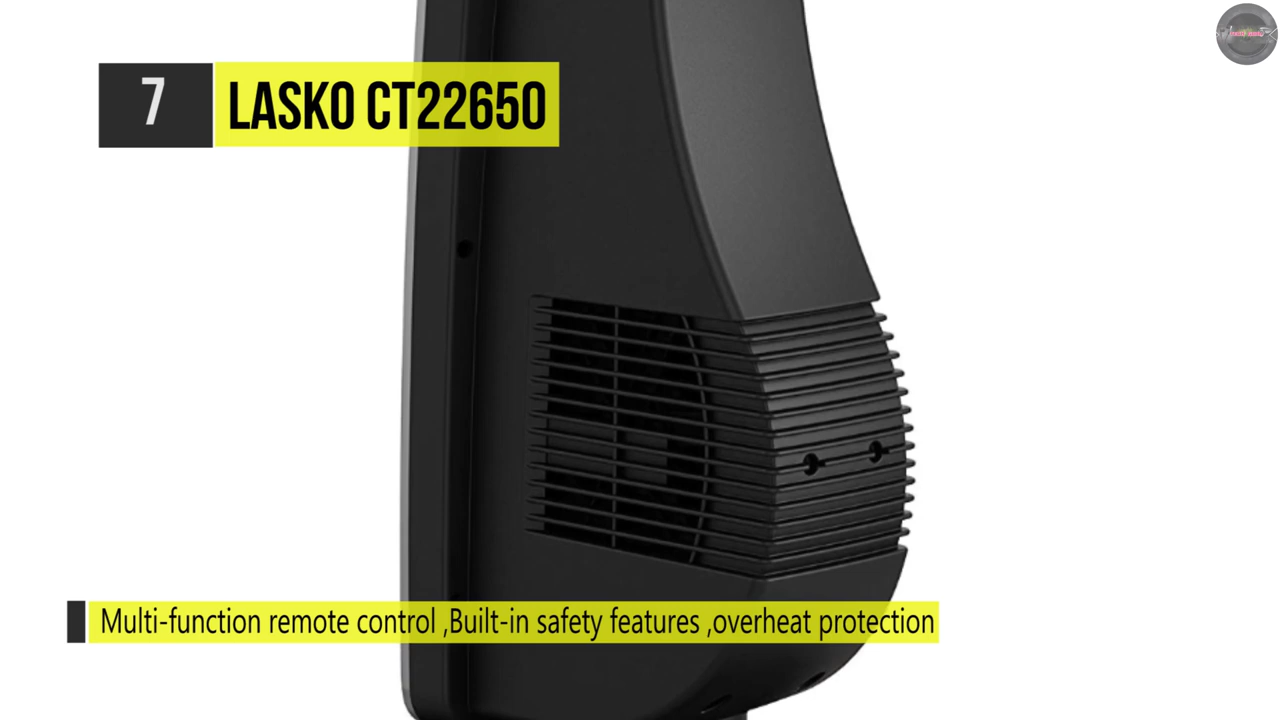 7
LASKO CT22650
Multi-function remote control ,Built-in safety features ,overheat protection